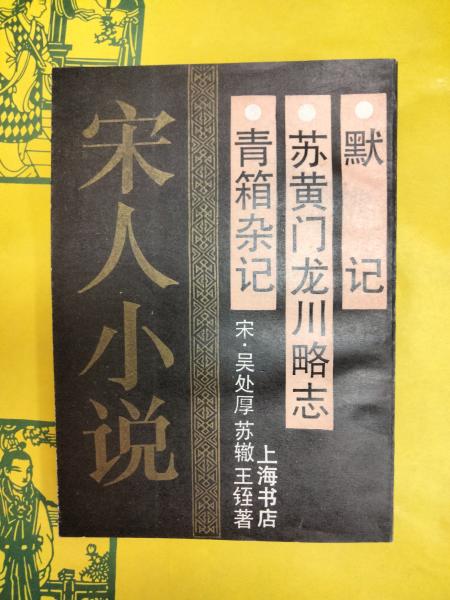 宋人小说
青箱杂记
苏黄门龙川略志
默记
宋·吴处厚 苏辙 王铚著
上海书店